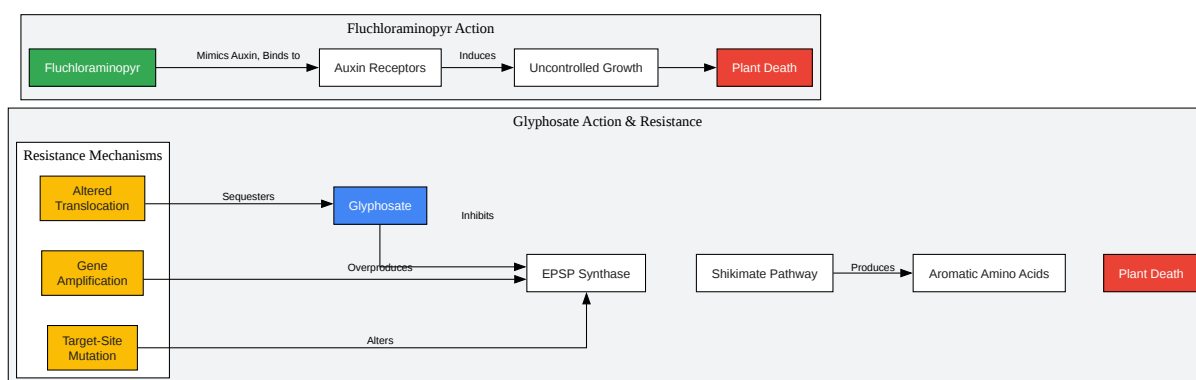 Fluchloraminopyr Action
Fluchloraminopyr
Mimics Auxin, Binds to
Auxin Receptors
Induces
Uncontrolled Growth
Plant Death
Glyphosate Action & Resistance
Resistance Mechanisms
Altered
Translocation
Sequesters
Glyphosate
Inhibits
Gene
Amplification
Overproduces
EPSP Synthase
Shikimate Pathway
Produces
Aromatic Amino Acids
Plant Death
Target-Site
Mutation
Alters